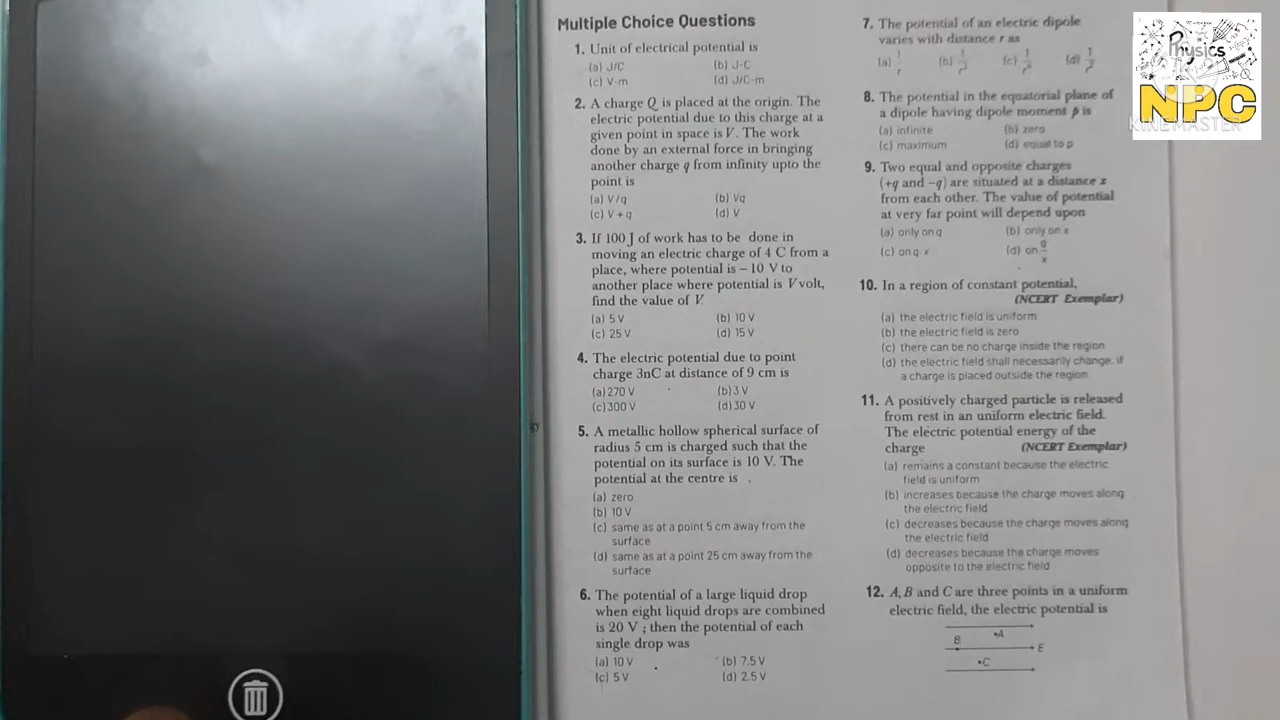 Multiple Choice Questions
1. Unit of electrical potential is
(a) J/C (b) J-C
(c) V-m (d) J/C-m
2. A charge Q is placed at the origin. The
electric potential due to this charge at a
given point in space is V. The work
done by an external force in bringing
another charge q from infinity upto the
point is
(a) V/q (b) Vq
(c) V+q (d) V
3. If 100 J of work has to be done in
moving an electric charge of 4 C from a
place, where potential is – 10 V to
another place where potential is V volt,
find the value of V.
(a) 5 V (b) 10 V
(c) 25 V (d) 15 V
4. The electric potential due to point
charge 3nC at distance of 9 cm is
(a) 270 V (b) 3 V
(c) 300 V (d) 30 V
5. A metallic hollow spherical surface of
radius 5 cm is charged such that the
potential on its surface is 10 V. The
potential at the centre is .
(a) zero
(b) 10 V
(c) same as at a point 5 cm away from the
surface
(d) same as at a point 25 cm away from the
surface
6. The potential of a large liquid drop
when eight liquid drops are combined
is 20 V ; then the potential of each
single drop was
(a) 10 V (b) 7.5 V
(c) 5 V (d) 2.5 V
7. The potential of an electric dipole
varies with distance r as
(a) 1/r (b) (c) (d)
8. The potential in the equatorial plane of
a dipole having dipole moment p is
(a) infinite (b) zero
(c) maximum (d) equal to p
9. Two equal and opposite charges
(+q and –q) are situated at a distance x
from each other. The value of potential
at very far point will depend upon
(a) only on q (b) only on x
(c) on q x (d) on q/x
10. In a region of constant potential,
(NCERT Exemplar)
(a) the electric field is uniform
(b) the electric field is zero
(c) there can be no charge inside the region
(d) the electric field shall necessarily change, if
a charge is placed outside the region
11. A positively charged particle is released
from rest in an uniform electric field.
The electric potential energy of the
charge (NCERT Exemplar)
(a) remains a constant because the electric
field is uniform
(b) increases because the charge moves along
the electric field
(c) decreases because the charge moves along
the electric field
(d) decreases because the charge moves
opposite to the electric field
12. A, B and C are three points in a uniform
electric field, the electric potential is
A
B
E
C
Physics
NPC
KINEMASTER